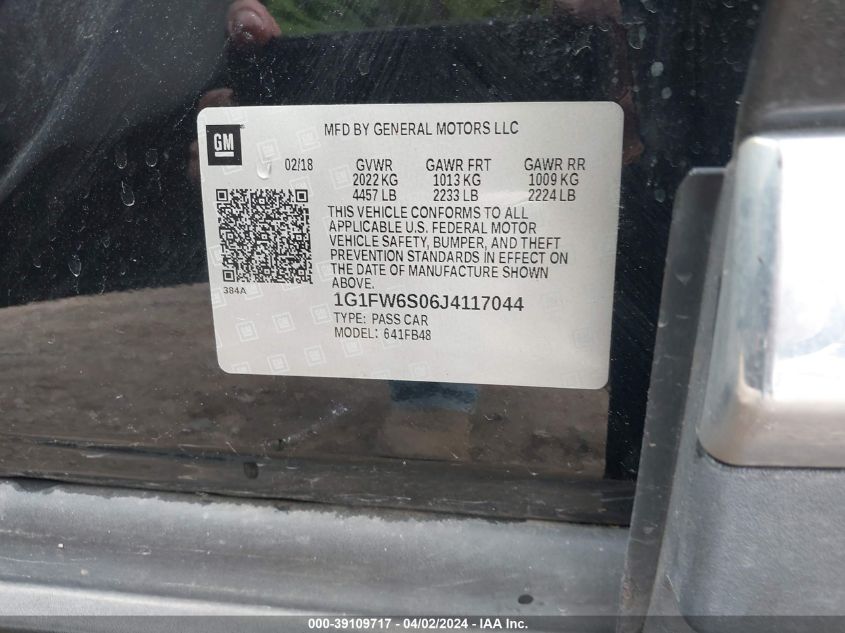 GM
MFD BY GENERAL MOTORS LLC
02/18 GVWR GAWR FRT GAWR RR
2022 KG 1013 KG 1009 KG
4457 LB 2233 LB 2224 LB
THIS VEHICLE CONFORMS TO ALL
APPLICABLE U.S. FEDERAL MOTOR
VEHICLE SAFETY, BUMPER, AND THEFT
PREVENTION STANDARDS IN EFFECT ON
THE DATE OF MANUFACTURE SHOWN
ABOVE.
384A
1G1FW6S06J4117044
TYPE: PASS CAR
MODEL: 641FB48
000-39109717 - 04/02/2024 - IAA Inc.